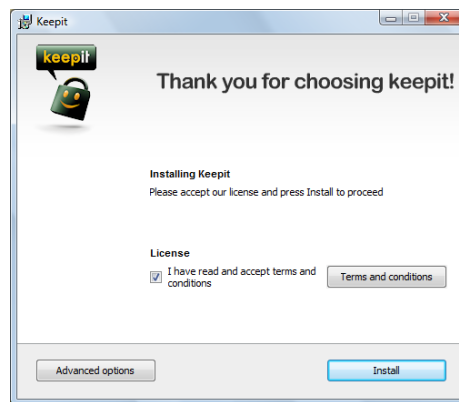 Keepit
keepit
Thank you for choosing keepit!
Installing Keepit
Please accept our license and press Install to proceed
License
I have read and accept terms and
conditions
Terms and conditions
Advanced options
Install